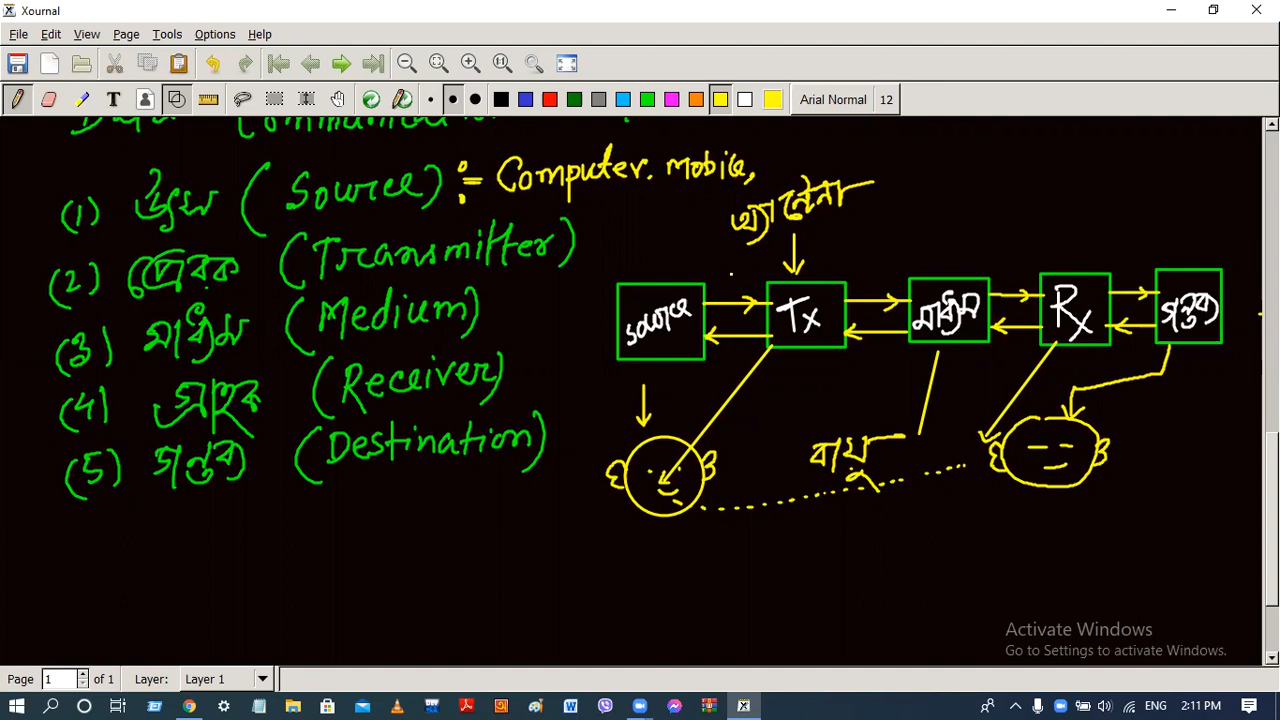 Xournal
File Edit View Page Tools Options Help
Arial Normal 12
(1) উৎস (Source) := Computer. mobile,
(2) প্রেরক (Transmitter)
(3) মাধ্যম (Medium)
(4) গ্রাহক (Receiver)
(5) গন্তব্য (Destination)
এ্যান্টেনা
source Tx মাধ্যম Rx গন্তব্য
বায়ু
Activate Windows
Go to Settings to activate Windows.
Page 1 of 1 Layer: Layer 1
ENG 2:11 PM